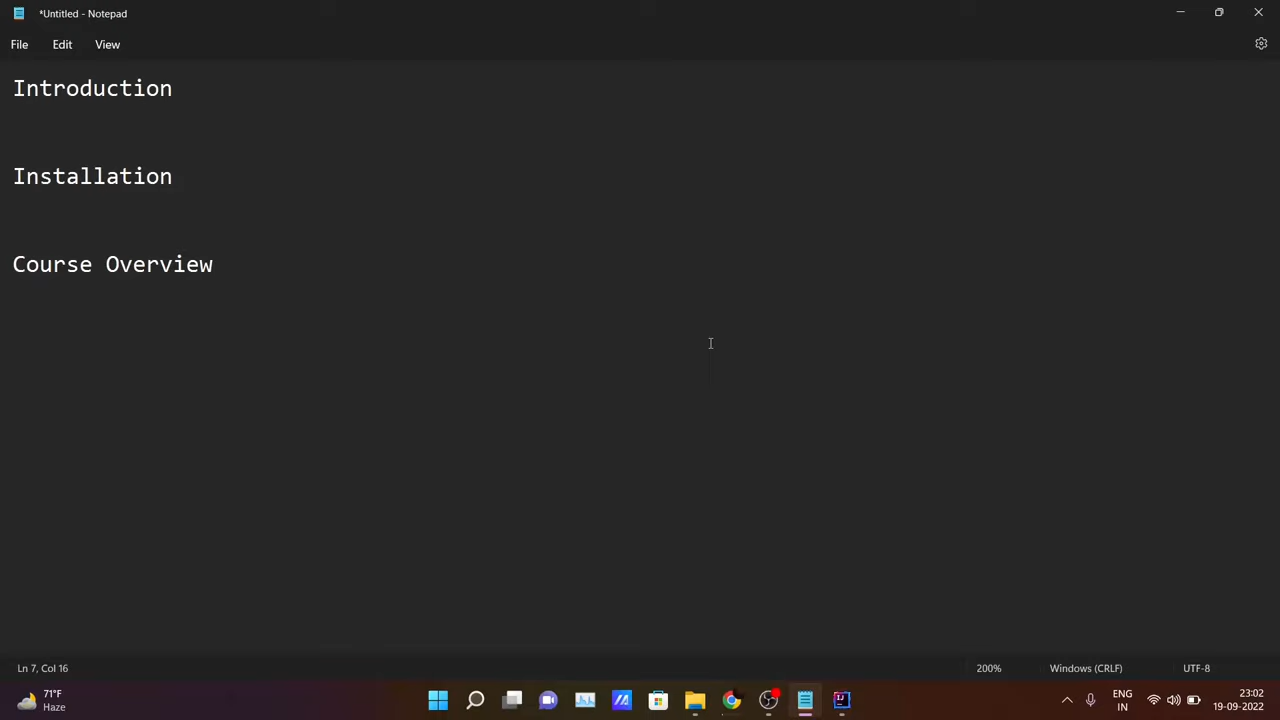 *Untitled - Notepad
File Edit View
Introduction
Installation
Course Overview
Ln 7, Col 16
200%
Windows (CRLF)
UTF-8
71°F
Haze
ENG
IN
23:02
19-09-2022